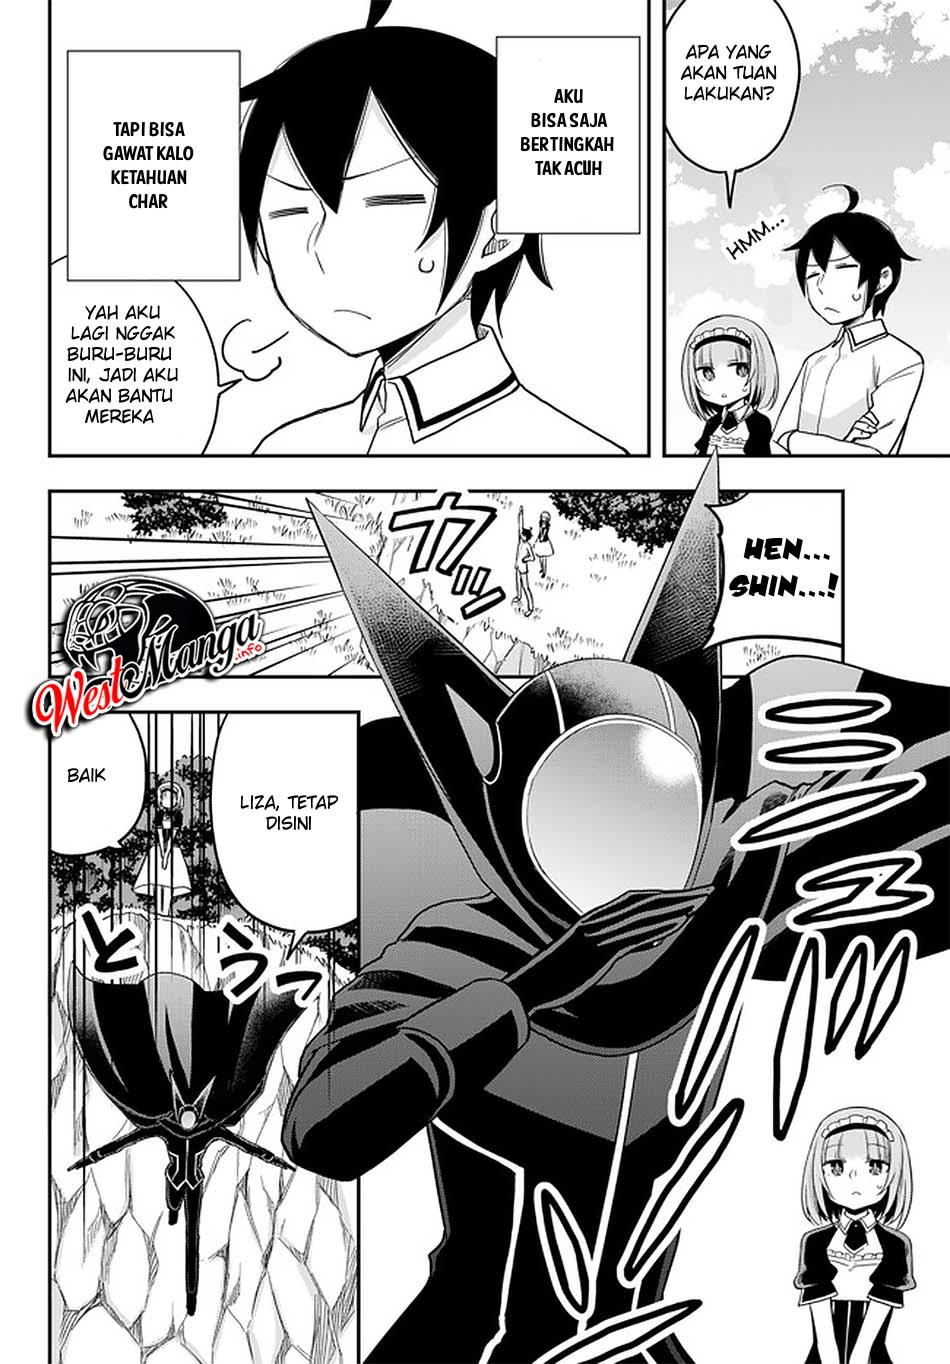 APA YANG
AKAN TUAN
LAKUKAN?
HMM...
AKU
BISA SAJA
BERTINGKAH
TAK ACUH
TAPI BISA
GAWAT KALO
KETAHUAN
CHAR
YAH AKU
LAGI NGGAK
BURU-BURU
INI, JADI AKU
AKAN BANTU
MEREKA
HEN...
SHIN...!
カッ
WestManga
.info
LIZA, TETAP
DISINI
BAIK
とうっ